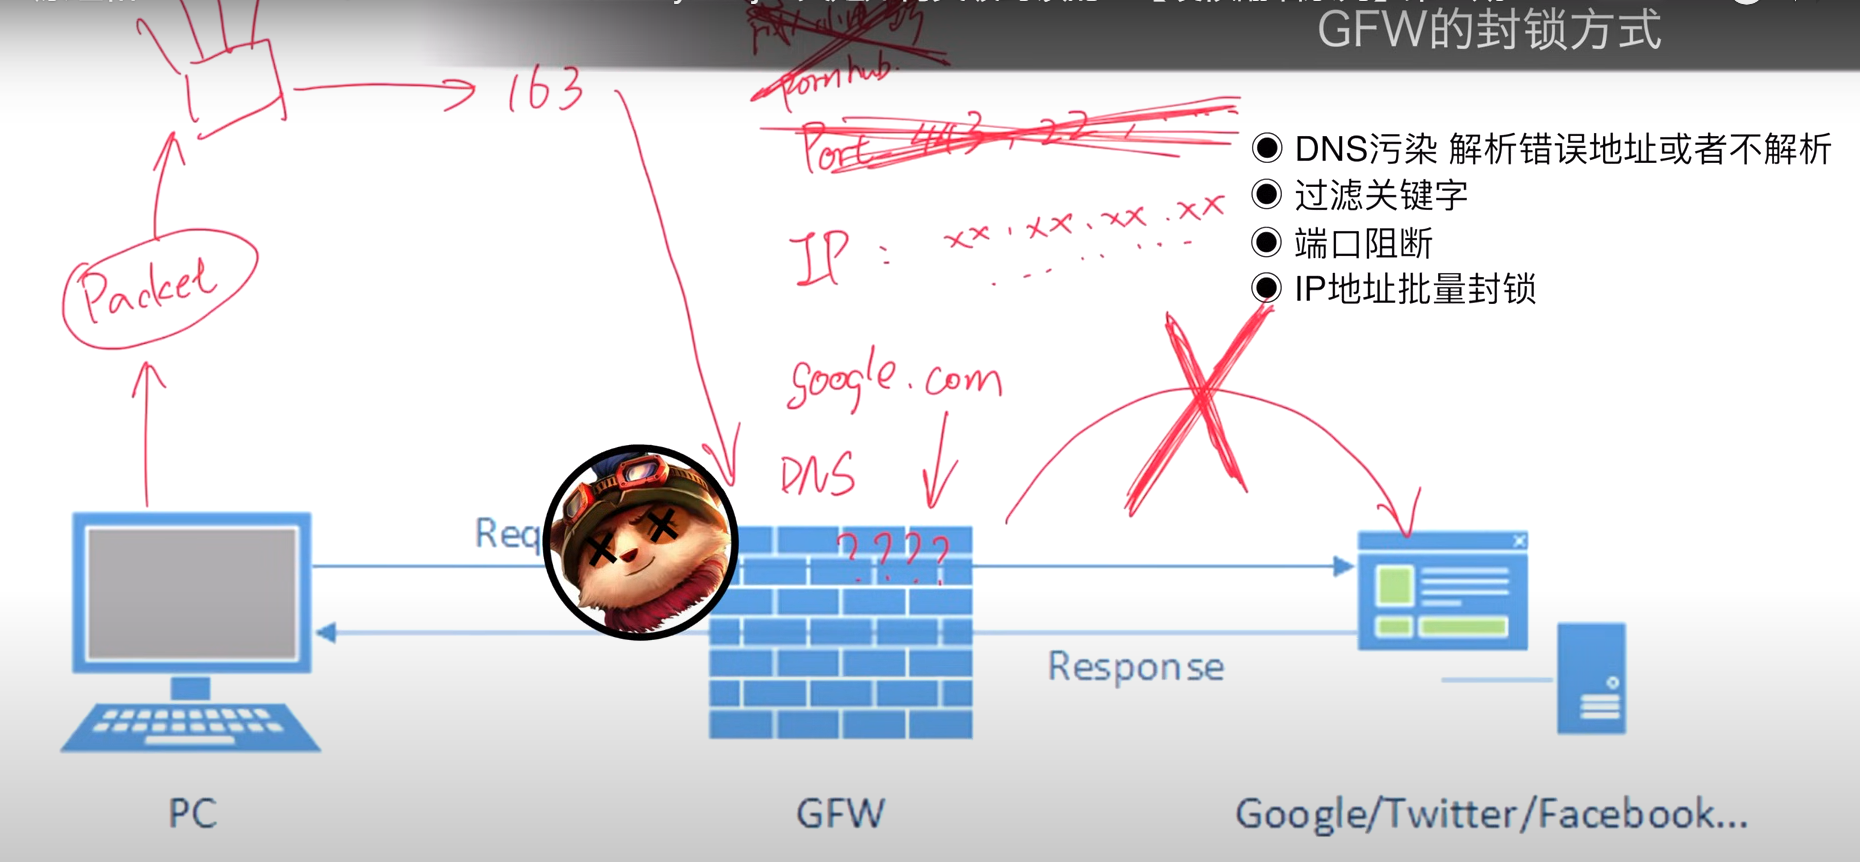 GFW的封锁方式
163
Pornhub.
Port 443, 22, ......
DNS污染 解析错误地址或者不解析
过滤关键字
端口阻断
IP地址批量封锁
IP: xx.xx.xx.xx
Packet
google.com
DNS
Req
????
Response
PC
GFW
Google/Twitter/Facebook...